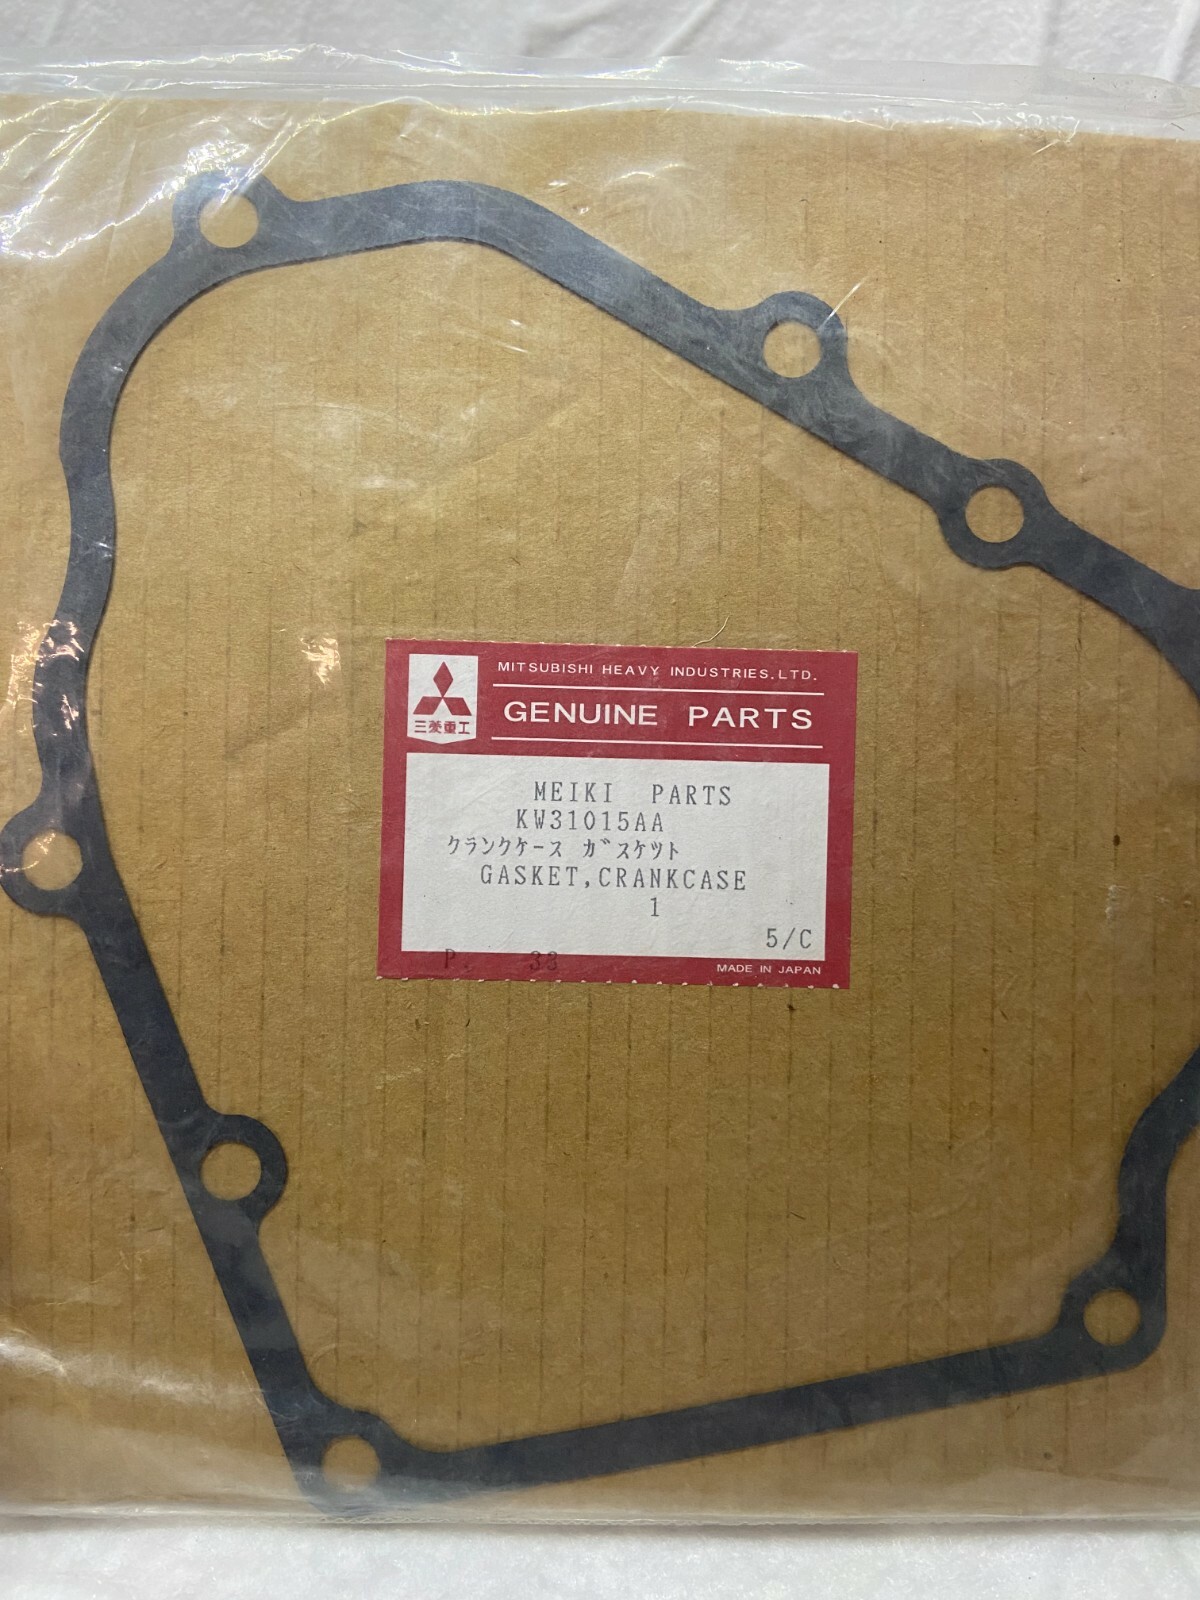 MITSUBISHI HEAVY INDUSTRIES.LTD.
三菱重工
GENUINE PARTS
MEIKI PARTS
KW31015AA
クランクケース ガスケット
GASKET,CRANKCASE
1
5/C
P. 33
MADE IN JAPAN